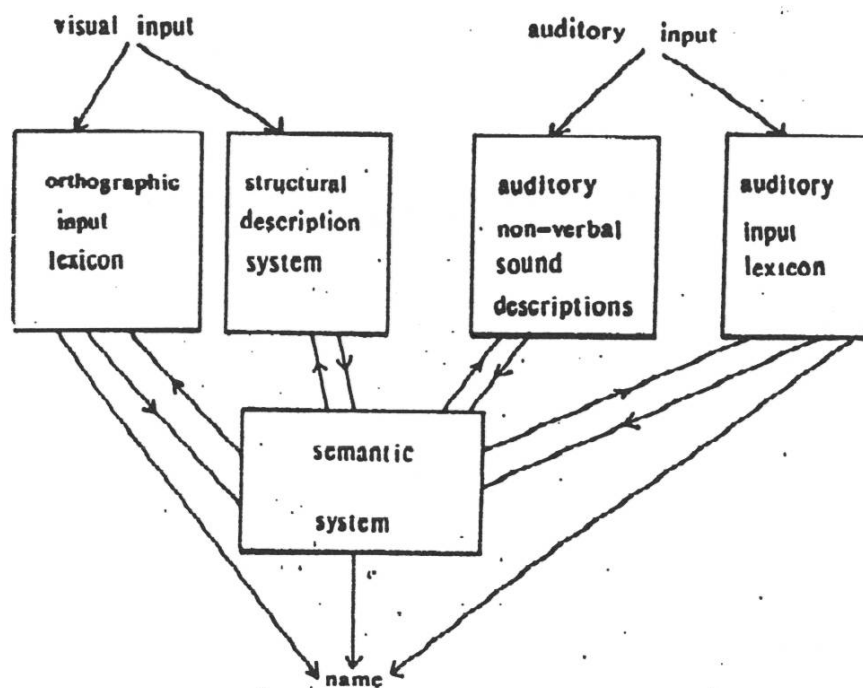 visual input
auditory input
orthographic
input
lexicon
structural
description
system
auditory
non-verbal
sound
descriptions
auditory
input
lexicon
semantic
system
name